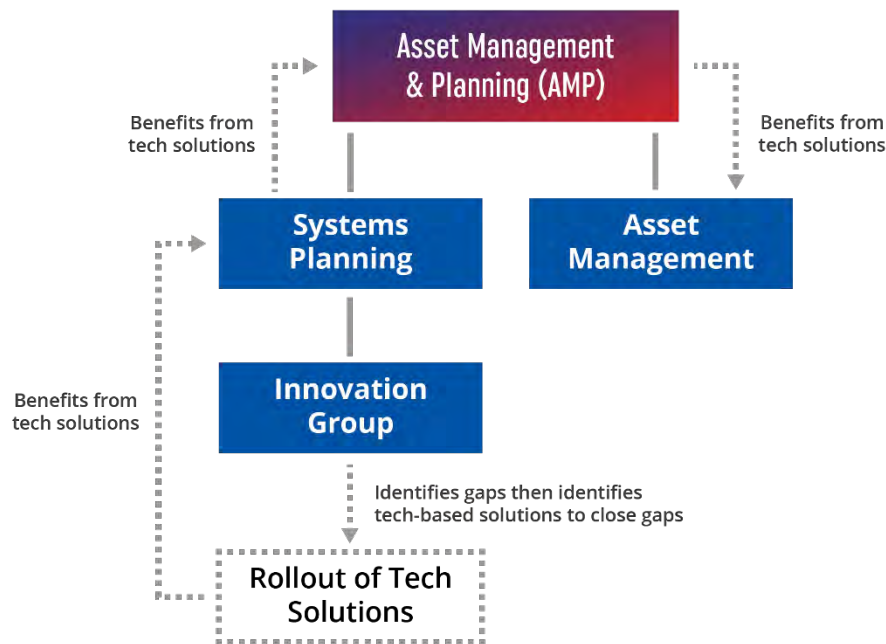 Asset Management
& Planning (AMP)
Benefits from
tech solutions
Benefits from
tech solutions
Systems
Planning
Asset
Management
Innovation
Group
Benefits from
tech solutions
Identifies gaps then identifies
tech-based solutions to close gaps
Rollout of Tech
Solutions